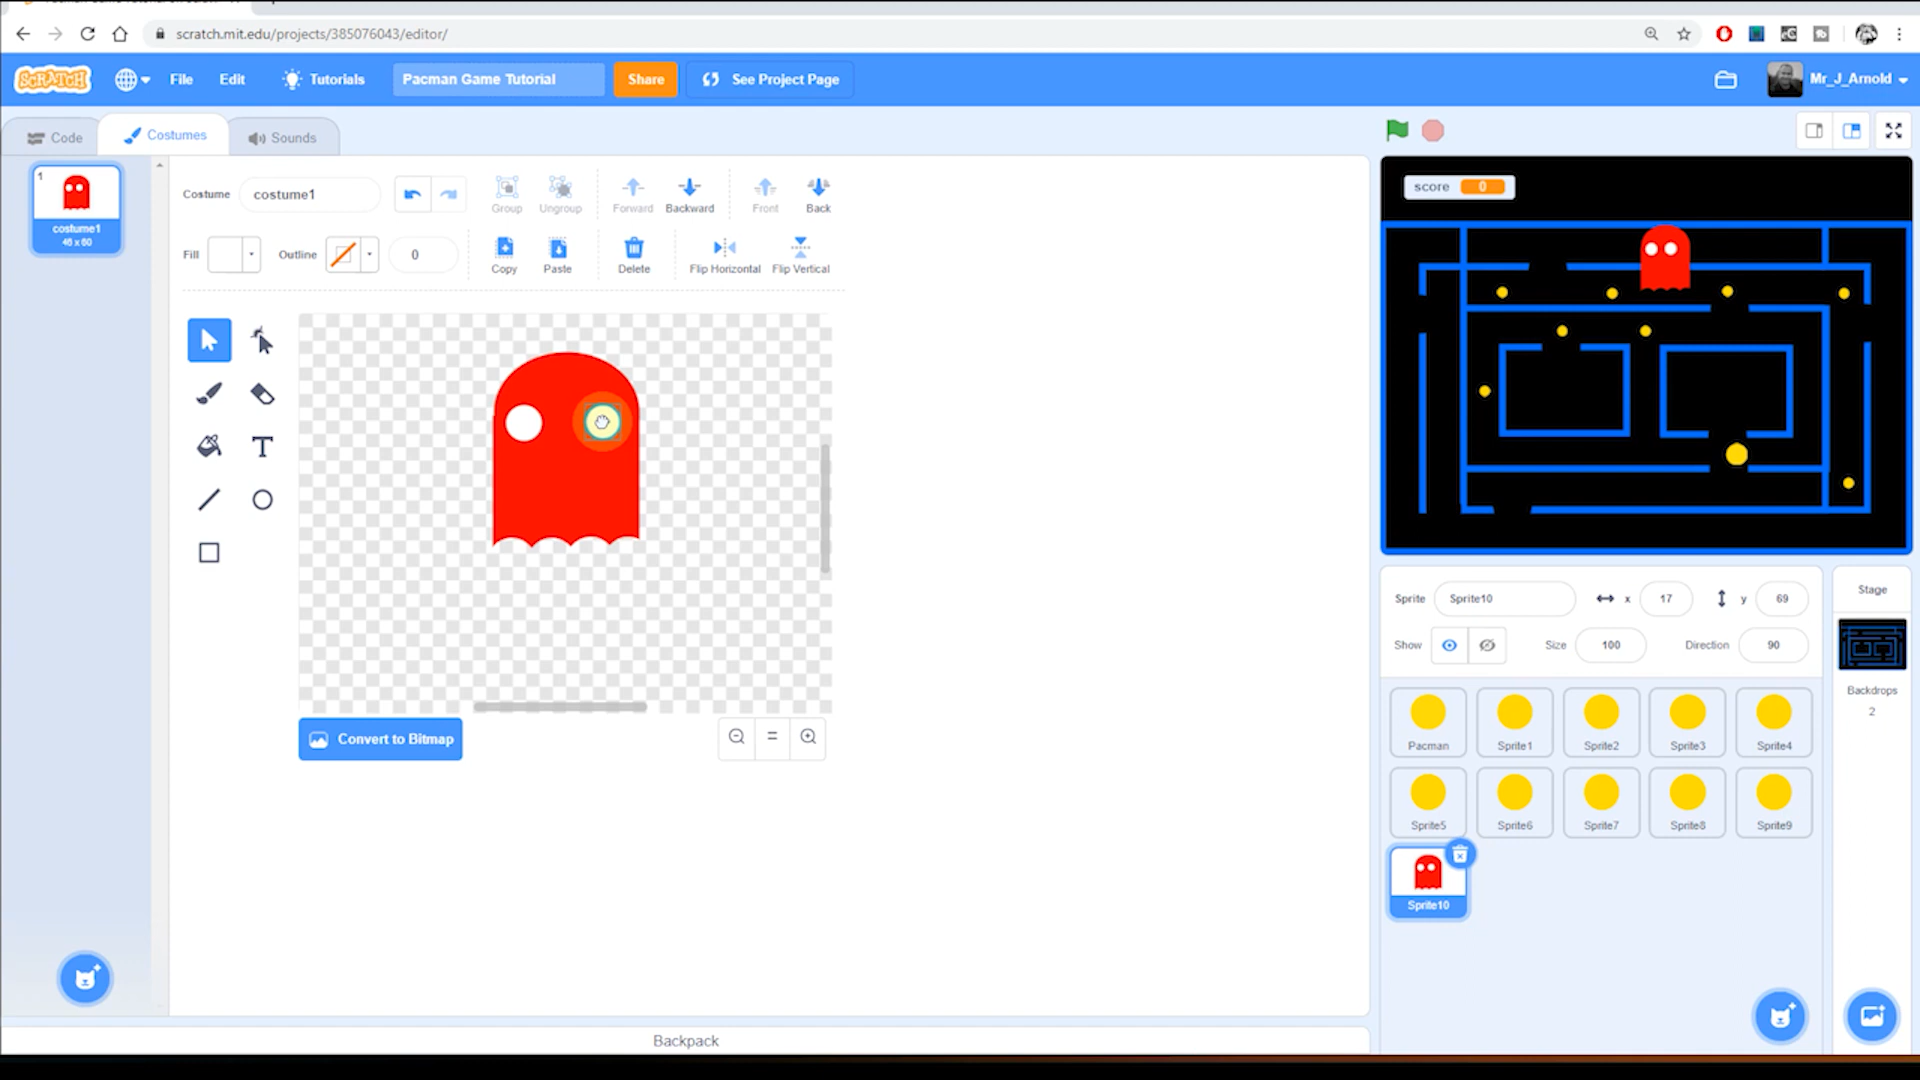 scratch.mit.edu/projects/385076043/editor/
SCRATCH
File
Edit
Tutorials
Pacman Game Tutorial
Share
See Project Page
Mr_J_Arnold
Code
Costumes
Sounds
1
costume1
46 x 60
Costume
costume1
Group
Ungroup
Forward
Backward
Front
Back
Fill
Outline
0
Copy
Paste
Delete
Flip Horizontal
Flip Vertical
T
Convert to Bitmap
=
Backpack
score 0
Sprite
Sprite10
x
17
y
69
Show
Size
100
Direction
90
Stage
Backdrops
2
Pacman
Sprite1
Sprite2
Sprite3
Sprite4
Sprite5
Sprite6
Sprite7
Sprite8
Sprite9
Sprite10